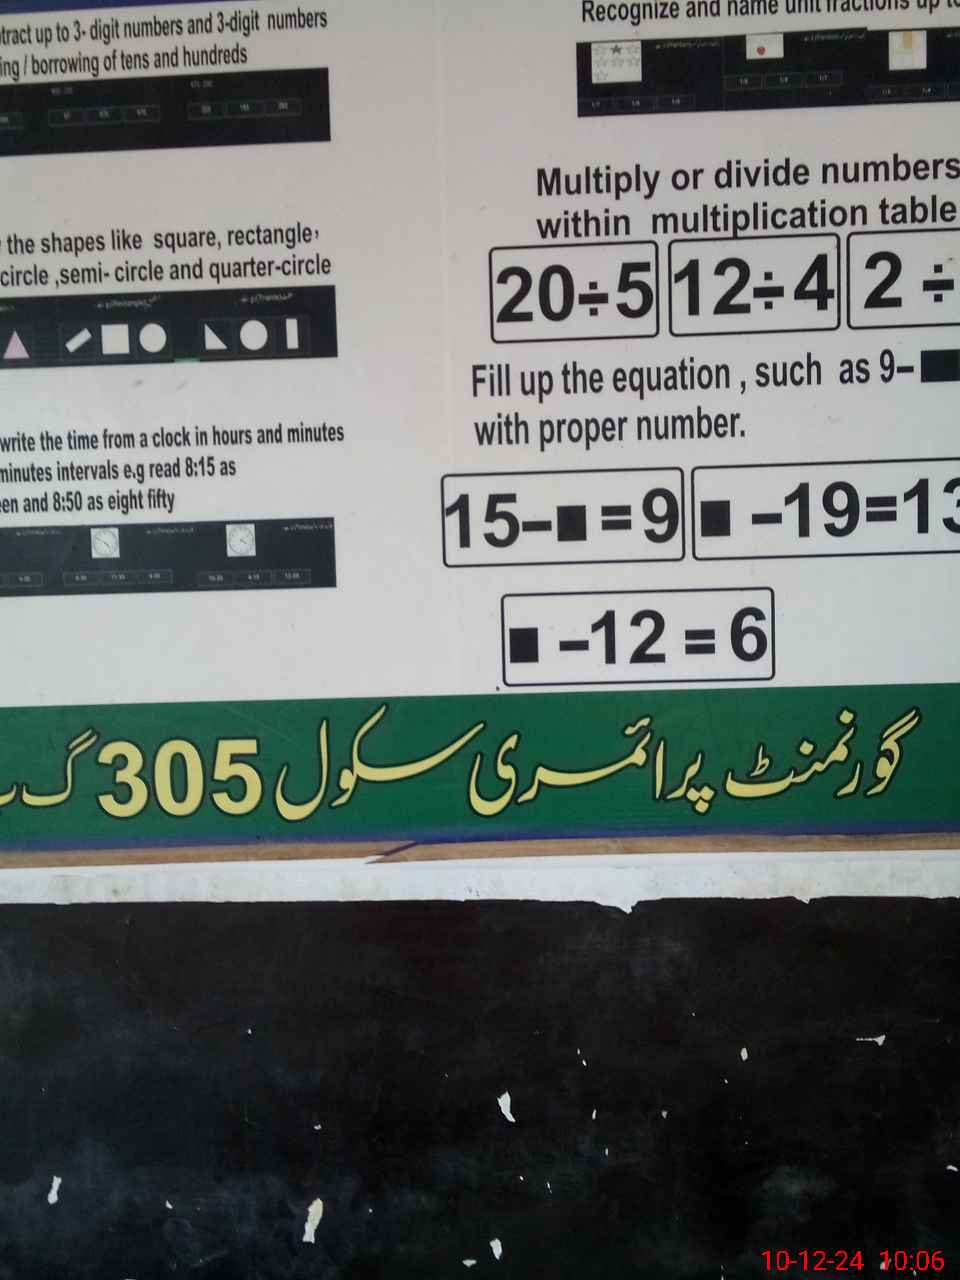 tract up to 3- digit numbers and 3-digit numbers
ing / borrowing of tens and hundreds
the shapes like square, rectangle,
circle ,semi- circle and quarter-circle
write the time from a clock in hours and minutes
minutes intervals e.g read 8:15 as
een and 8:50 as eight fifty
Recognize and name unit fractions up to
Multiply or divide numbers
within multiplication table
20÷5 12÷4 2 ÷
Fill up the equation , such as 9–■
with proper number.
15–■=9 ■ –19=13
■ –12 = 6
گورنمنٹ پرائمری سکول 305 گ
10-12-24 10:06